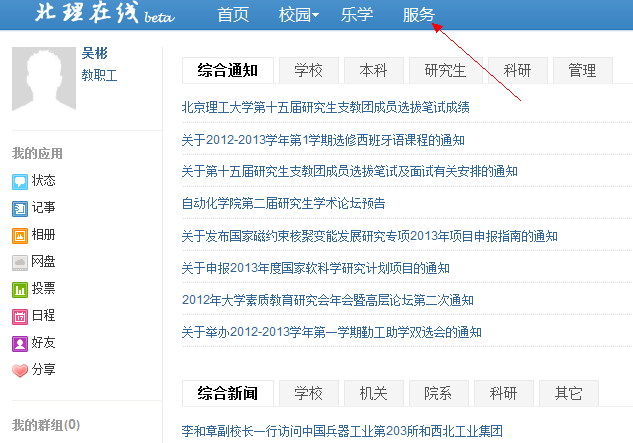 北理在线 beta 首页 校园 乐学 服务
吴彬
教职工
我的应用
状态
记事
相册
网盘
投票
日程
好友
分享
我的群组(0)
综合通知 学校 本科 研究生 科研 管理
北京理工大学第十五届研究生支教团成员选拔笔试成绩
关于2012-2013学年第1学期选修西班牙语课程的通知
关于第十五届研究生支教团成员选拔笔试及面试有关安排的通知
自动化学院第二届研究生学术论坛预告
关于发布国家磁约束核聚变能发展研究专项2013年项目申报指南的通知
关于申报2013年度国家软科学研究计划项目的通知
2012年大学素质教育研究会年会暨高层论坛第二次通知
关于举办2012-2013学年第一学期勤工助学双选会的通知
综合新闻 学校 机关 院系 科研 其它
李和章副校长一行访问中国兵器工业第203所和西北工业集团